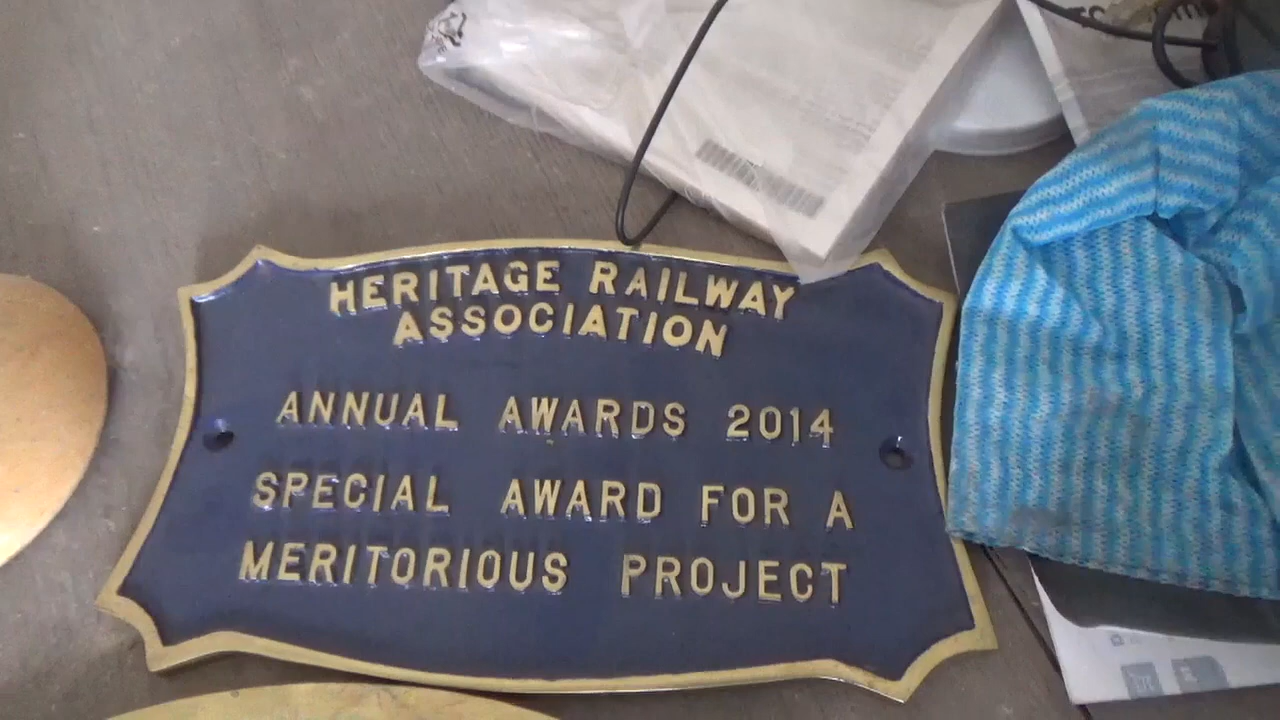 HERITAGE RAILWAY
ASSOCIATION
ANNUAL AWARDS 2014
SPECIAL AWARD FOR A
MERITORIOUS PROJECT